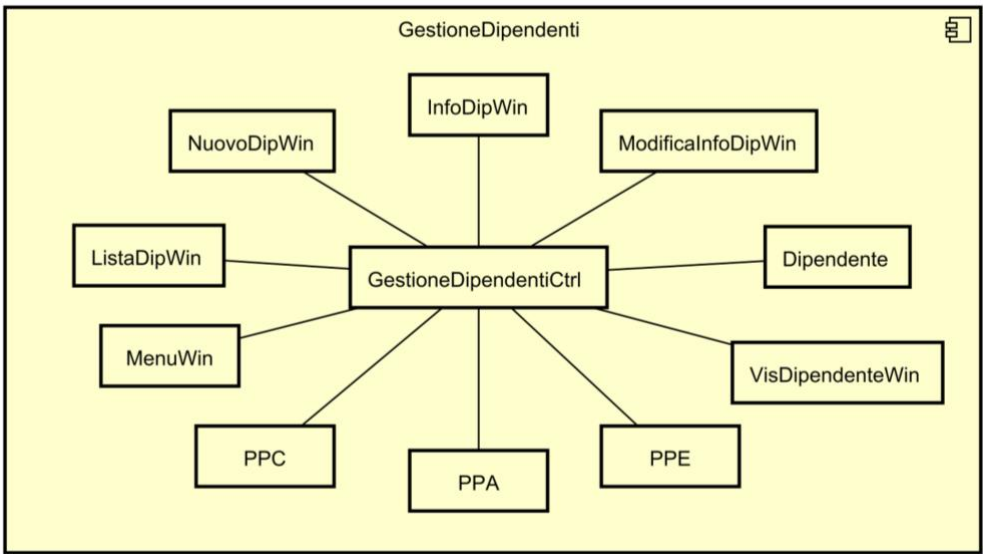 GestioneDipendenti
InfoDipWin
NuovoDipWin
ModificaInfoDipWin
ListaDipWin
Dipendente
GestioneDipendentiCtrl
MenuWin
VisDipendenteWin
PPC
PPA
PPE